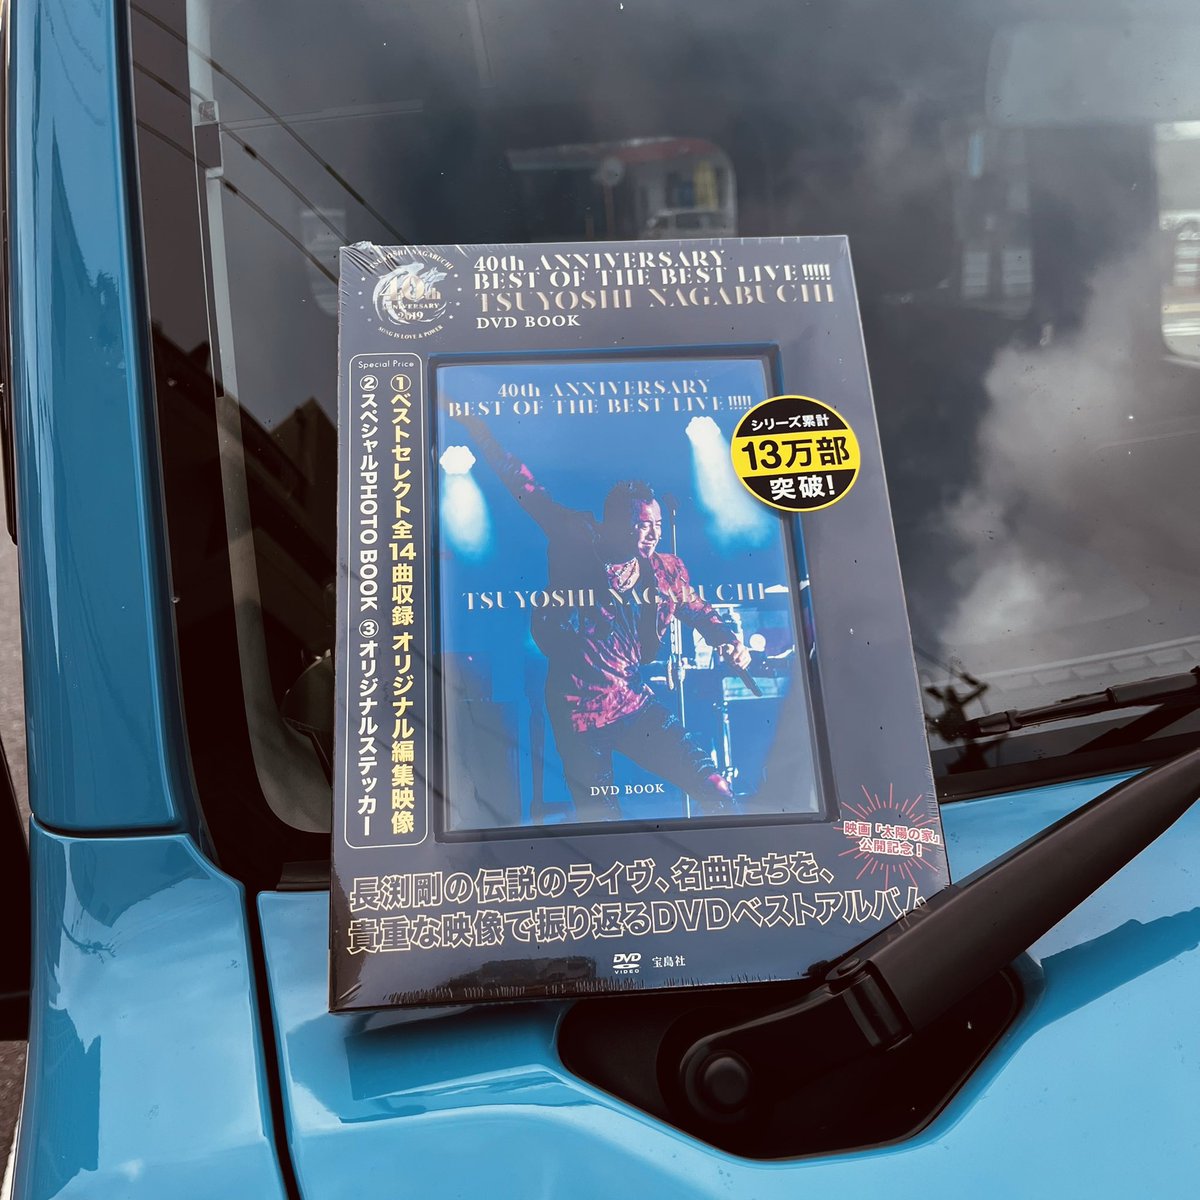 TSUYOSHI NAGABUCHI
40th
ANNIVERSARY
2019
SONG IS LOVE & POWER
40th ANNIVERSARY
BEST OF THE BEST LIVE!!!!!
TSUYOSHI NAGABUCHI
DVD BOOK
Special Price
①ベストセレクト全14曲収録 オリジナル編集映像
②スペシャルPHOTO BOOK ③オリジナルステッカー
40th ANNIVERSARY
BEST OF THE BEST LIVE!!!!!
シリーズ累計
13万部
突破!
TSUYOSHI NAGABUCHI
DVD BOOK
映画「太陽の家」
公開記念!
長渕剛の伝説のライヴ、名曲たちを、
貴重な映像で振り返るDVDベストアルバム
DVD
VIDEO
宝島社